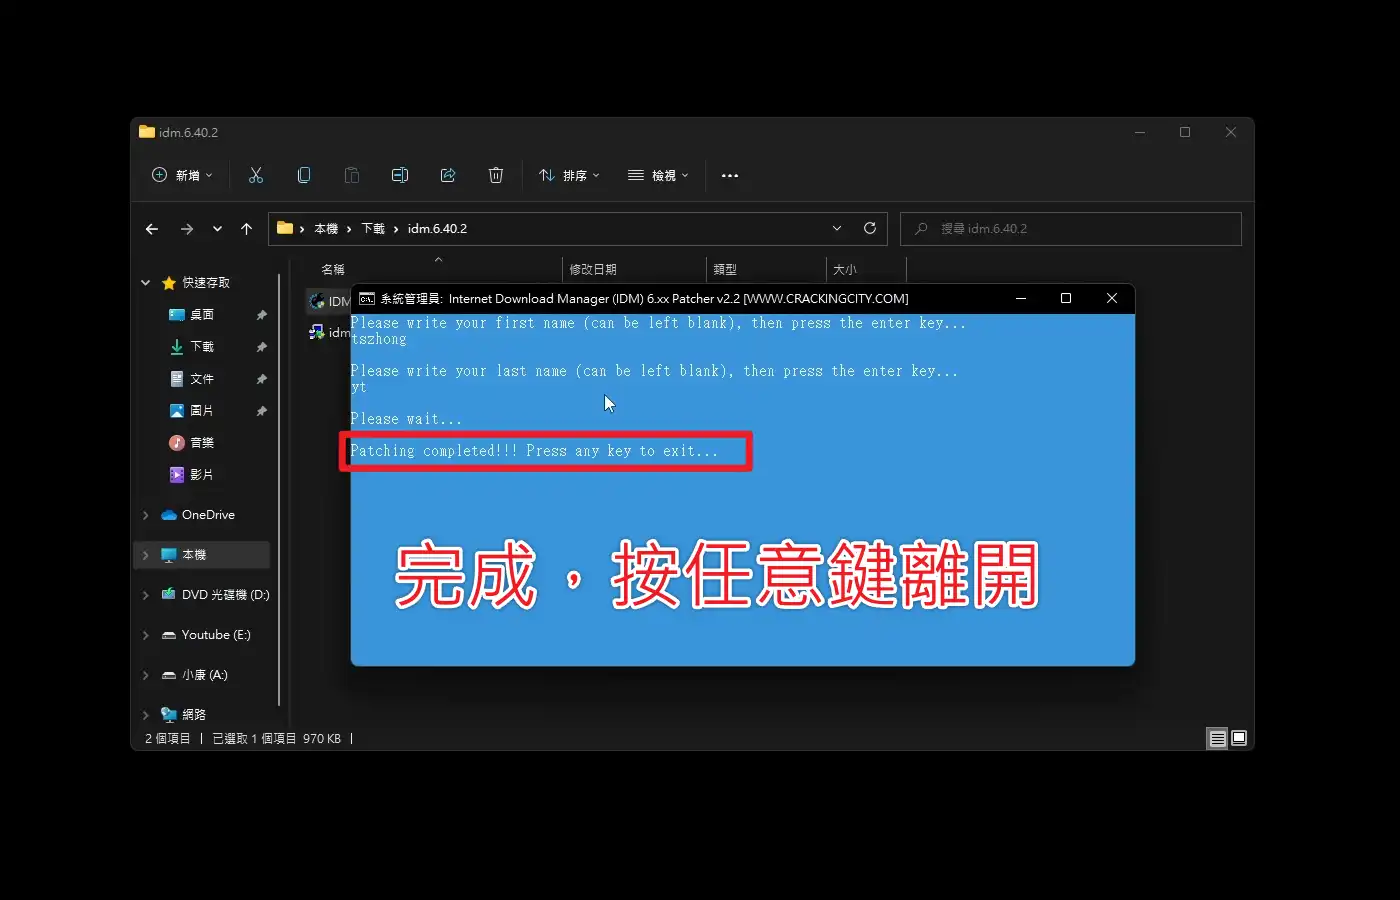 idm.6.40.2
新增
排序
檢視
本機 › 下載 › idm.6.40.2
搜尋 idm.6.40.2
名稱
修改日期
類型
大小
快速存取
桌面
下載
文件
圖片
音樂
影片
OneDrive
本機
DVD 光碟機 (D:)
Youtube (E:)
小康 (A:)
網路
IDM
idm
系統管理員: Internet Download Manager (IDM) 6.xx Patcher v2.2 [WWW.CRACKINGCITY.COM]
Please write your first name (can be left blank), then press the enter key...
tszhong
Please write your last name (can be left blank), then press the enter key...
yt
Please wait...
Patching completed!!! Press any key to exit...
完成，按任意鍵離開
2 個項目 | 已選取 1 個項目 970 KB |